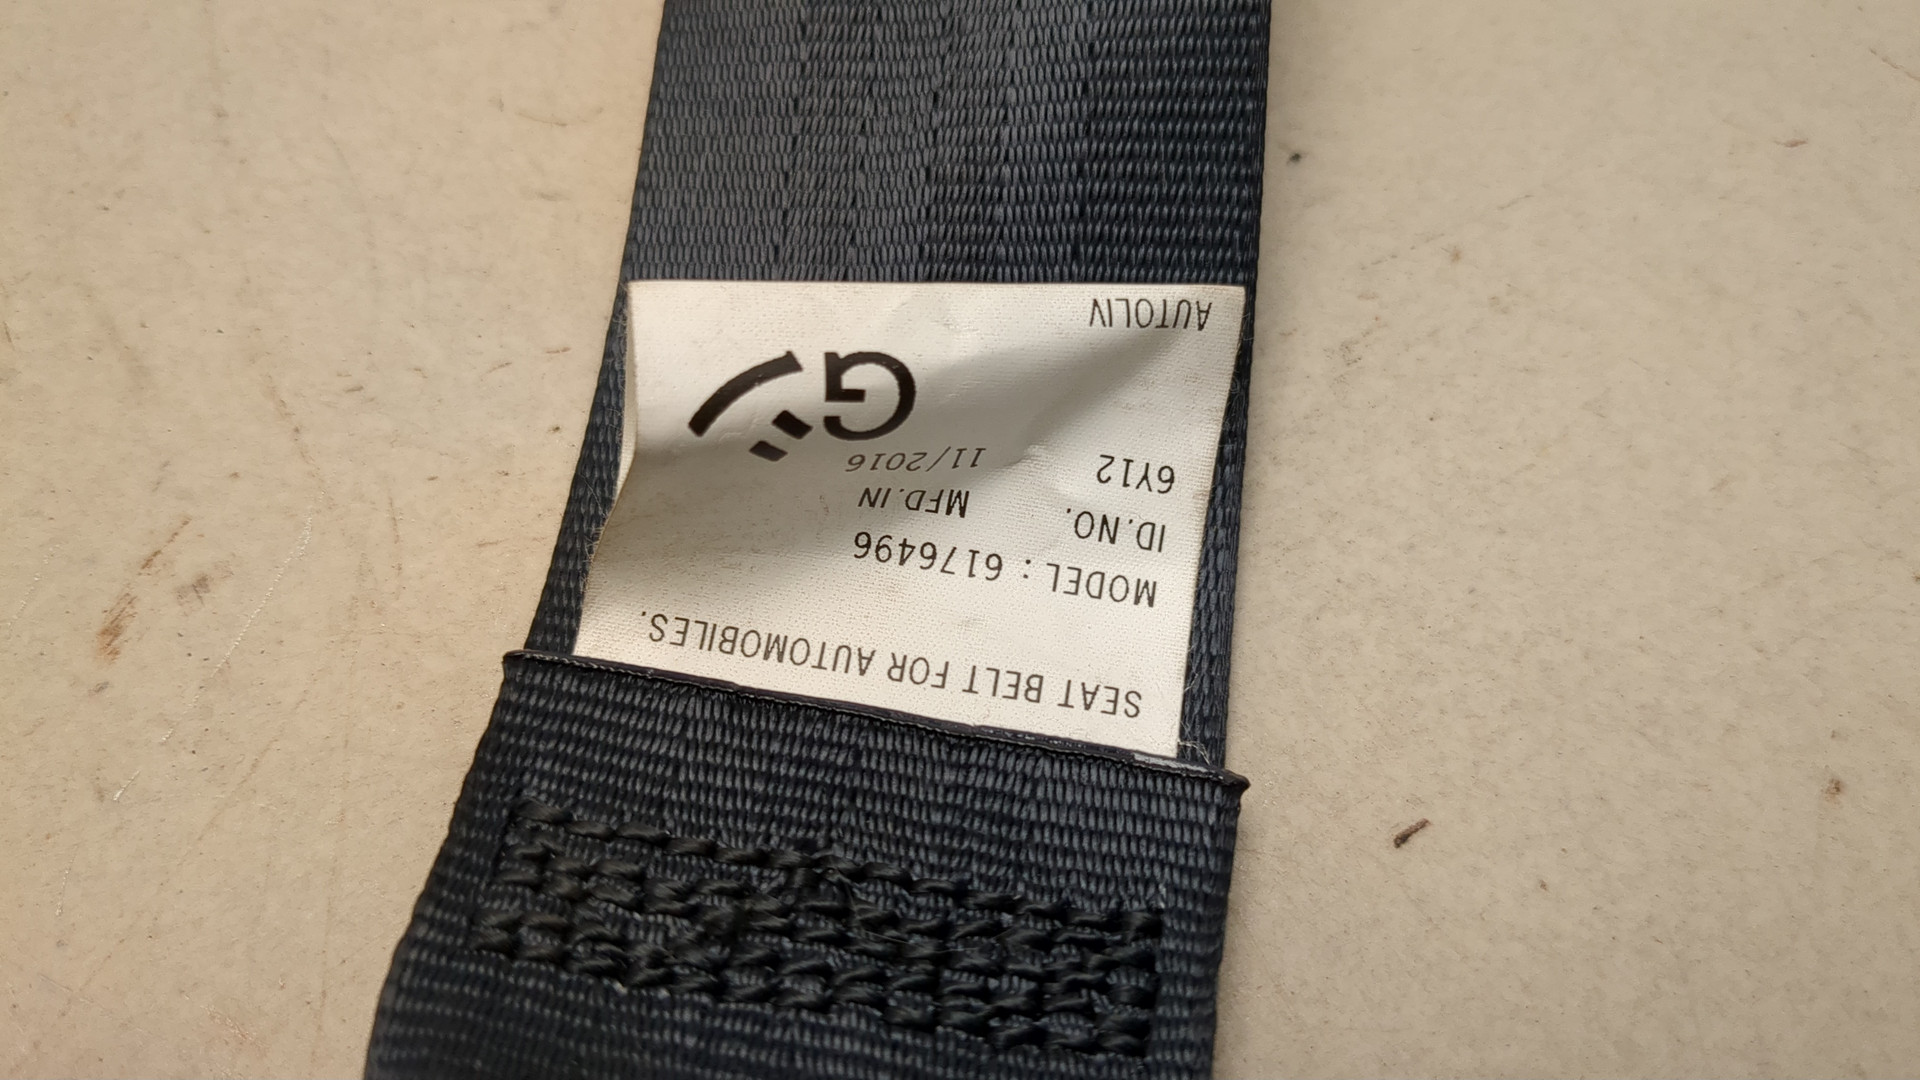 SEAT BELT FOR AUTOMOBILES.
MODEL : 6176496
ID.NO. MFD.IN
6Y12 11/2016
G
AUTOLIV